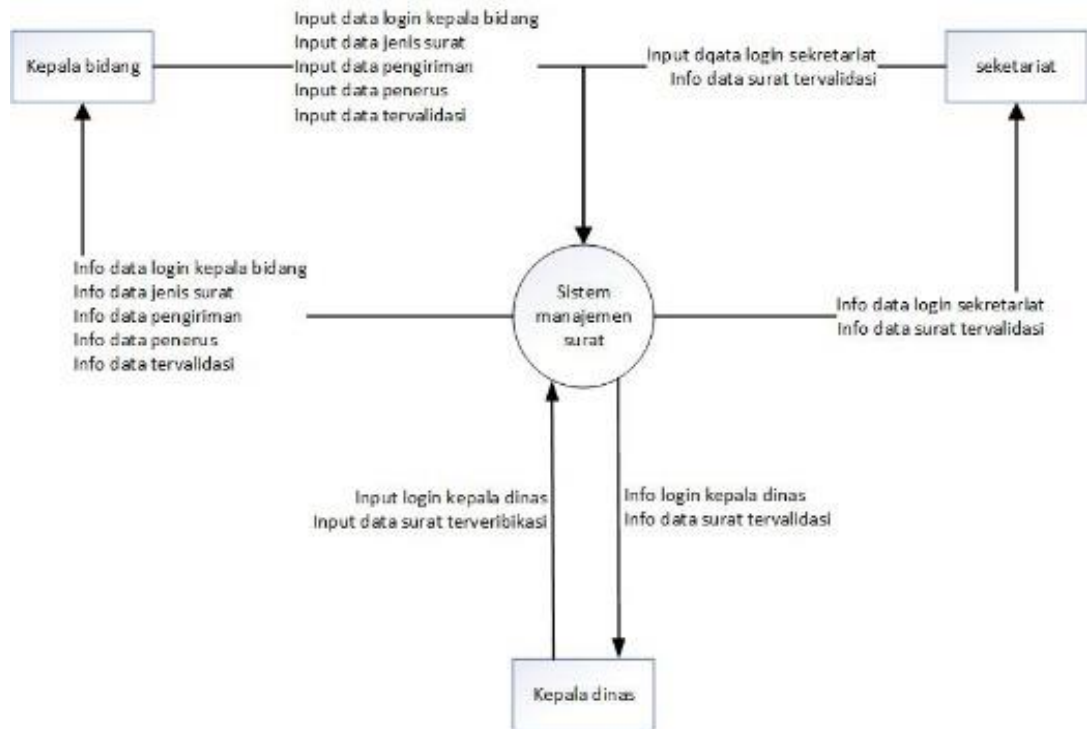 Kepala bidang
Input data login kepala bidang
Input data jenis surat
Input data pengiriman
Input data penerus
Input data tervalidasi
Input dqata login sekretariat
Info data surat tervalidasi
seketariat
Info data login kepala bidang
Info data jenis surat
Info data pengiriman
Info data penerus
Info data tervalidasi
Sistem
manajemen
surat
Info data login sekretariat
Info data surat tervalidasi
Input login kepala dinas
Input data surat terveribikasi
Info login kepala dinas
Info data surat tervalidasi
Kepala dinas